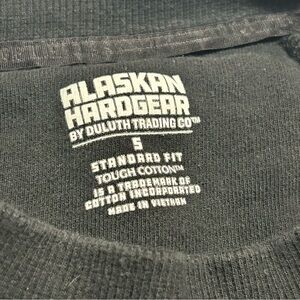 ALASKAN
HARDGEAR
BY DULUTH TRADING CO™
S
STANDARD FIT
TOUGH COTTON™
IS A TRADEMARK OF
COTTON INCORPORATED
MADE IN VIETNAM